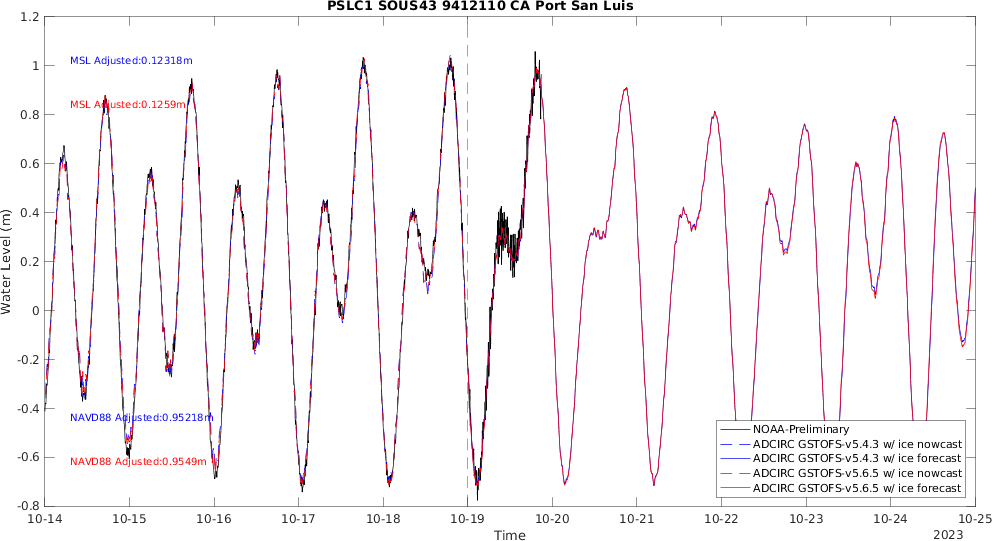 PSLC1 SOUS43 9412110 CA Port San Luis
1.2
1
0.8
0.6
0.4
0.2
0
-0.2
-0.4
-0.6
-0.8
Water Level (m)
MSL Adjusted:0.12318m
MSL Adjusted:0.1259m
NAVD88 Adjusted:0.95218m
NAVD88 Adjusted:0.9549m
NOAA-Preliminary
ADCIRC GSTOFS-v5.4.3 w/ ice nowcast
ADCIRC GSTOFS-v5.4.3 w/ ice forecast
ADCIRC GSTOFS-v5.6.5 w/ ice nowcast
ADCIRC GSTOFS-v5.6.5 w/ ice forecast
10-14 10-15 10-16 10-17 10-18 10-19 10-20 10-21 10-22 10-23 10-24 10-25
Time
2023